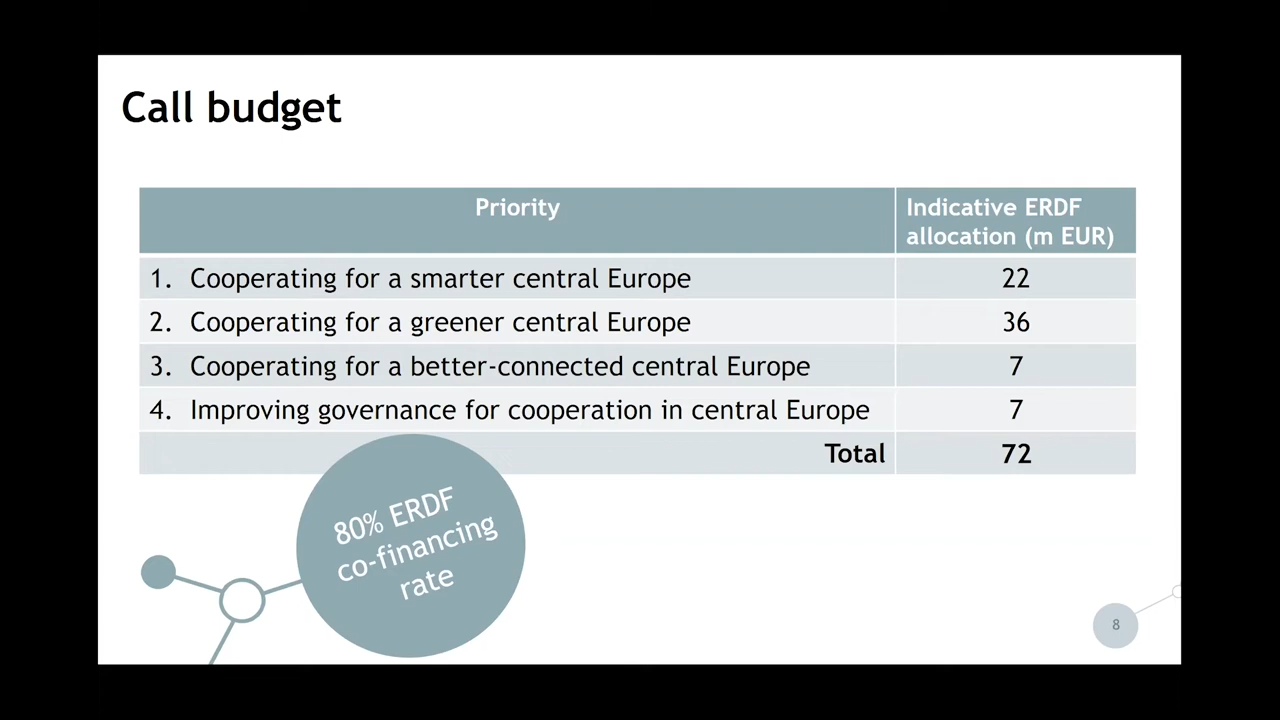 Call budget
Priority
Indicative ERDF
allocation (m EUR)
1. Cooperating for a smarter central Europe 22
2. Cooperating for a greener central Europe 36
3. Cooperating for a better-connected central Europe 7
4. Improving governance for cooperation in central Europe 7
Total 72
80% ERDF
co-financing
rate
8